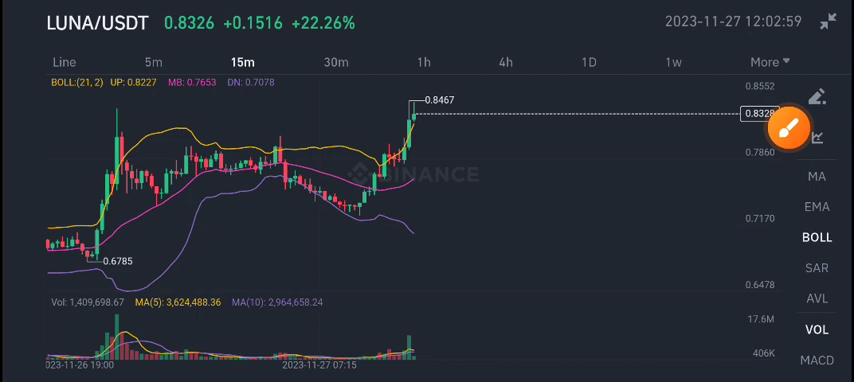 LUNA/USDT 0.8326 +0.1516 +22.26% 2023-11-27 12:02:59
Line 5m 15m 30m 1h 4h 1D 1w More
BOLL:(21, 2) UP: 0.8227 MB: 0.7653 DN: 0.7078
0.8552
0.8467
0.8328
0.7860
0.7170
0.6785
0.6478
BINANCE
MA
EMA
BOLL
SAR
AVL
VOL
MACD
Vol: 1,409,698.67 MA(5): 3,624,488.36 MA(10): 2,964,658.24
17.6M
406K
023-11-26 19:00 2023-11-27 07:15